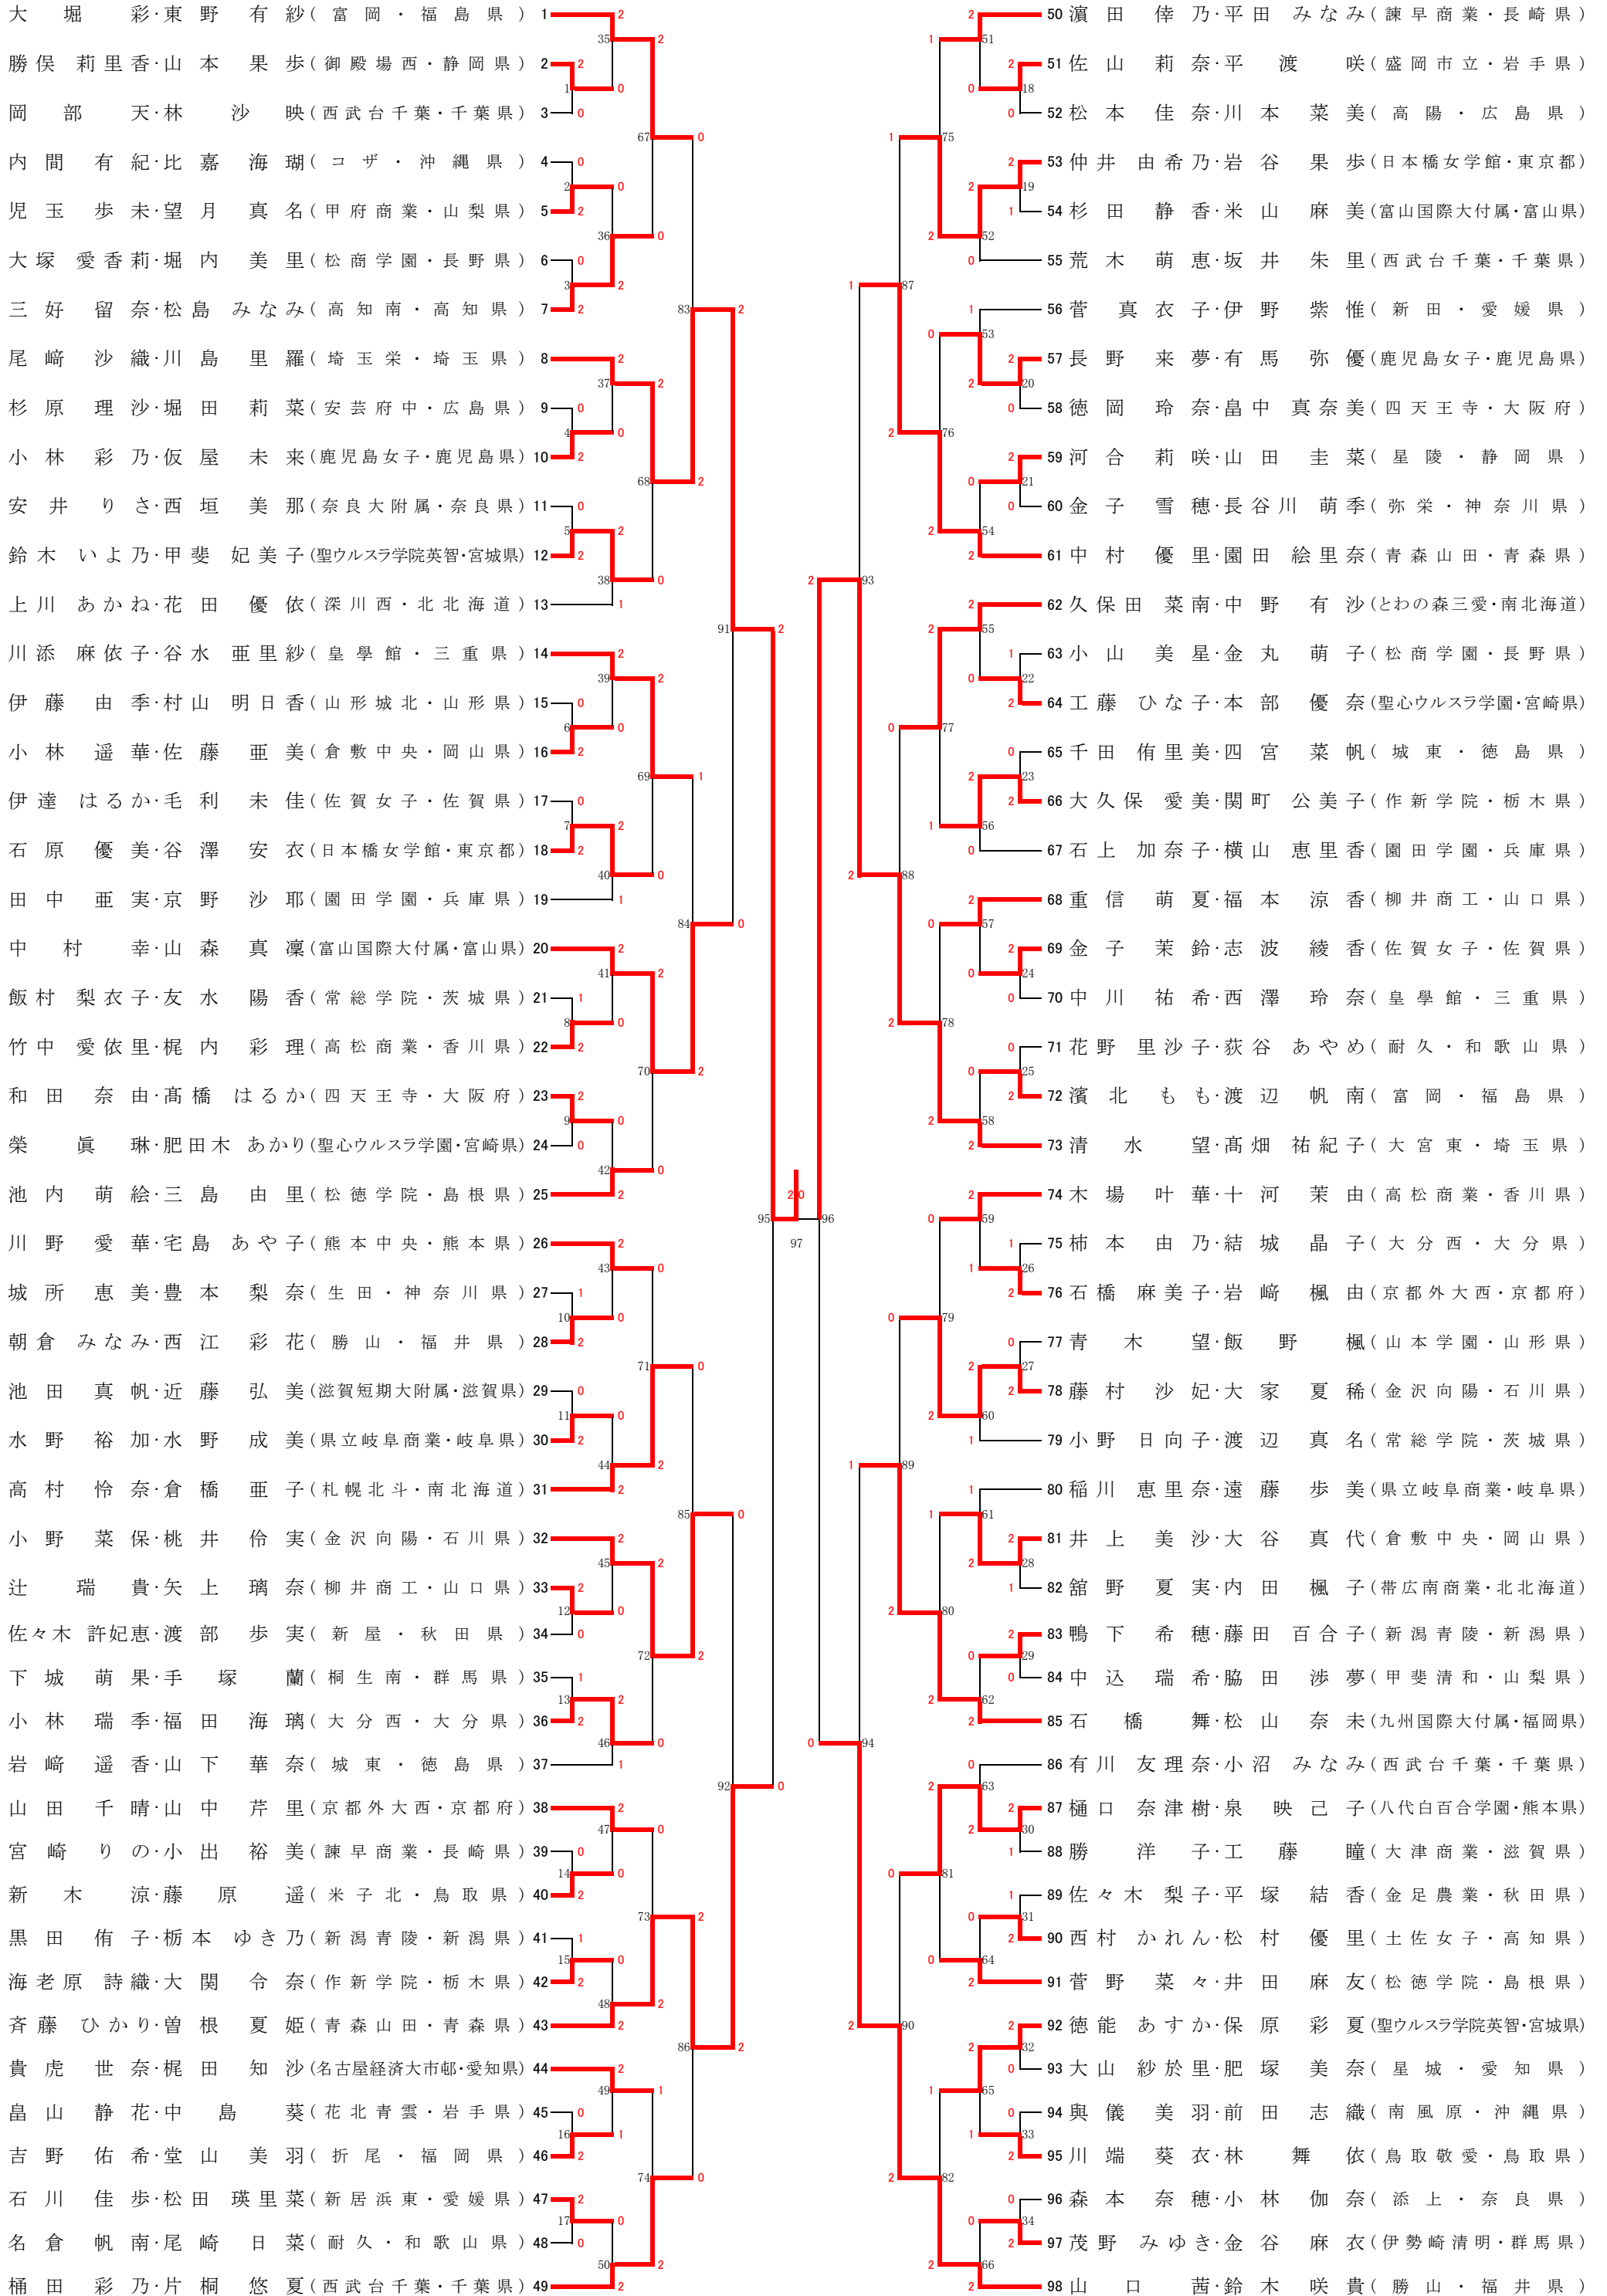 大堀 彩・東野 有紗 (富岡・福島県) 1
勝俣 莉里香・山本 果歩 (御殿場西・静岡県) 2
岡部 天・林 沙映 (西武台千葉・千葉県) 3
内間 有紀・比嘉 海瑚 (コザ・沖縄県) 4
児玉 歩未・望月 真名 (甲府商業・山梨県) 5
大塚 愛香莉・堀内 美里 (松商学園・長野県) 6
三好 留奈・松島 みなみ (高知南・高知県) 7
尾﨑 沙織・川島 里羅 (埼玉栄・埼玉県) 8
杉原 理沙・堀田 莉菜 (安芸府中・広島県) 9
小林 彩乃・仮屋 未来 (鹿児島女子・鹿児島県) 10
安井 りさ・西垣 美那 (奈良大附属・奈良県) 11
鈴木 いよ乃・甲斐 妃美子 (聖ウルスラ学院英智・宮城県) 12
上川 あかね・花田 優依 (深川西・北北海道) 13
川添 麻依子・谷水 亜里紗 (皇學館・三重県) 14
伊藤 由季・村山 明日香 (山形城北・山形県) 15
小林 遥華・佐藤 亜美 (倉敷中央・岡山県) 16
伊達 はるか・毛利 未佳 (佐賀女子・佐賀県) 17
石原 優美・谷澤 安衣 (日本橋女学館・東京都) 18
田中 亜実・京野 沙耶 (園田学園・兵庫県) 19
中村 幸・山森 真凜 (富山国際大付属・富山県) 20
飯村 梨衣子・友水 陽香 (常総学院・茨城県) 21
竹中 愛依里・梶内 彩理 (高松商業・香川県) 22
和田 奈由・髙橋 はるか (四天王寺・大阪府) 23
榮 眞琳・肥田木 あかり (聖心ウルスラ学園・宮崎県) 24
池内 萌絵・三島 由里 (松徳学院・島根県) 25
川野 愛華・宅島 あや子 (熊本中央・熊本県) 26
城所 恵美・豊本 梨奈 (生田・神奈川県) 27
朝倉 みなみ・西江 彩花 (勝山・福井県) 28
池田 真帆・近藤 弘美 (滋賀短期大附属・滋賀県) 29
水野 裕加・水野 成美 (県立岐阜商業・岐阜県) 30
高村 怜奈・倉橋 亜子 (札幌北斗・南北海道) 31
小野 菜保・桃井 伶実 (金沢向陽・石川県) 32
辻 瑞貴・矢上 璃奈 (柳井商工・山口県) 33
佐々木 許妃恵・渡部 歩実 (新屋・秋田県) 34
下城 萌果・手塚 蘭 (桐生南・群馬県) 35
小林 瑞季・福田 海璃 (大分西・大分県) 36
岩﨑 遥香・山下 華奈 (城東・徳島県) 37
山田 千晴・山中 芹里 (京都外大西・京都府) 38
宮崎 りの・小出 裕美 (諫早商業・長崎県) 39
新木 涼・藤原 遥 (米子北・鳥取県) 40
黒田 侑子・栃本 ゆき乃 (新潟青陵・新潟県) 41
海老原 詩織・大関 令奈 (作新学院・栃木県) 42
斉藤 ひかり・曽根 夏姫 (青森山田・青森県) 43
貴虎 世奈・梶田 知沙 (名古屋経済大市邨・愛知県) 44
畠山 静花・中島 葵 (花北青雲・岩手県) 45
吉野 佑希・堂山 美羽 (折尾・福岡県) 46
石川 佳歩・松田 瑛里菜 (新居浜東・愛媛県) 47
名倉 帆南・尾崎 日菜 (耐久・和歌山県) 48
桶田 彩乃・片桐 悠夏 (西武台千葉・千葉県) 49
50 濵田 倖乃・平田 みなみ (諫早商業・長崎県)
51 佐山 莉奈・平渡 咲 (盛岡市立・岩手県)
52 松本 佳奈・川本 菜美 (高陽・広島県)
53 仲井 由希乃・岩谷 果歩 (日本橋女学館・東京都)
54 杉田 静香・米山 麻美 (富山国際大付属・富山県)
55 荒木 萌恵・坂井 朱里 (西武台千葉・千葉県)
56 菅 真衣子・伊野 紫惟 (新田・愛媛県)
57 長野 来夢・有馬 弥優 (鹿児島女子・鹿児島県)
58 徳岡 玲奈・畠中 真奈美 (四天王寺・大阪府)
59 河合 莉咲・山田 圭菜 (星陵・静岡県)
60 金子 雪穂・長谷川 萌季 (弥栄・神奈川県)
61 中村 優里・園田 絵里奈 (青森山田・青森県)
62 久保田 菜南・中野 有沙 (とわの森三愛・南北海道)
63 小山 美星・金丸 萌子 (松商学園・長野県)
64 工藤 ひな子・本部 優奈 (聖心ウルスラ学園・宮崎県)
65 千田 侑里美・四宮 菜帆 (城東・徳島県)
66 大久保 愛美・関町 公美子 (作新学院・栃木県)
67 石上 加奈子・横山 恵里香 (園田学園・兵庫県)
68 重信 萌夏・福本 涼香 (柳井商工・山口県)
69 金子 茉鈴・志波 綾香 (佐賀女子・佐賀県)
70 中川 祐希・西澤 玲奈 (皇學館・三重県)
71 花野 里沙子・荻谷 あやめ (耐久・和歌山県)
72 濱北 もも・渡辺 帆南 (富岡・福島県)
73 清水 望・髙畑 祐紀子 (大宮東・埼玉県)
74 木場 叶華・十河 茉由 (高松商業・香川県)
75 柿本 由乃・結城 晶子 (大分西・大分県)
76 石橋 麻美子・岩﨑 楓由 (京都外大西・京都府)
77 青木 望・飯野 楓 (山本学園・山形県)
78 藤村 沙妃・大家 夏稀 (金沢向陽・石川県)
79 小野 日向子・渡辺 真名 (常総学院・茨城県)
80 稲川 恵里奈・遠藤 歩美 (県立岐阜商業・岐阜県)
81 井上 美沙・大谷 真代 (倉敷中央・岡山県)
82 舘野 夏実・内田 楓子 (帯広南商業・北北海道)
83 鴨下 希穂・藤田 百合子 (新潟青陵・新潟県)
84 中込 瑞希・脇田 渉夢 (甲斐清和・山梨県)
85 石橋 舞・松山 奈未 (九州国際大付属・福岡県)
86 有川 友理奈・小沼 みなみ (西武台千葉・千葉県)
87 樋口 奈津樹・泉 映己子 (八代白百合学園・熊本県)
88 勝 洋子・工藤 瞳 (大津商業・滋賀県)
89 佐々木 梨子・平塚 結香 (金足農業・秋田県)
90 西村 かれん・松村 優里 (土佐女子・高知県)
91 菅野 菜々・井田 麻友 (松徳学院・島根県)
92 徳能 あすか・保原 彩夏 (聖ウルスラ学院英智・宮城県)
93 大山 紗於里・肥塚 美奈 (星城・愛知県)
94 與儀 美羽・前田 志織 (南風原・沖縄県)
95 川端 葵衣・林 舞依 (鳥取敬愛・鳥取県)
96 森本 奈穂・小林 伽奈 (添上・奈良県)
97 茂野 みゆき・金谷 麻衣 (伊勢崎清明・群馬県)
98 山口 茜・鈴木 咲貴 (勝山・福井県)